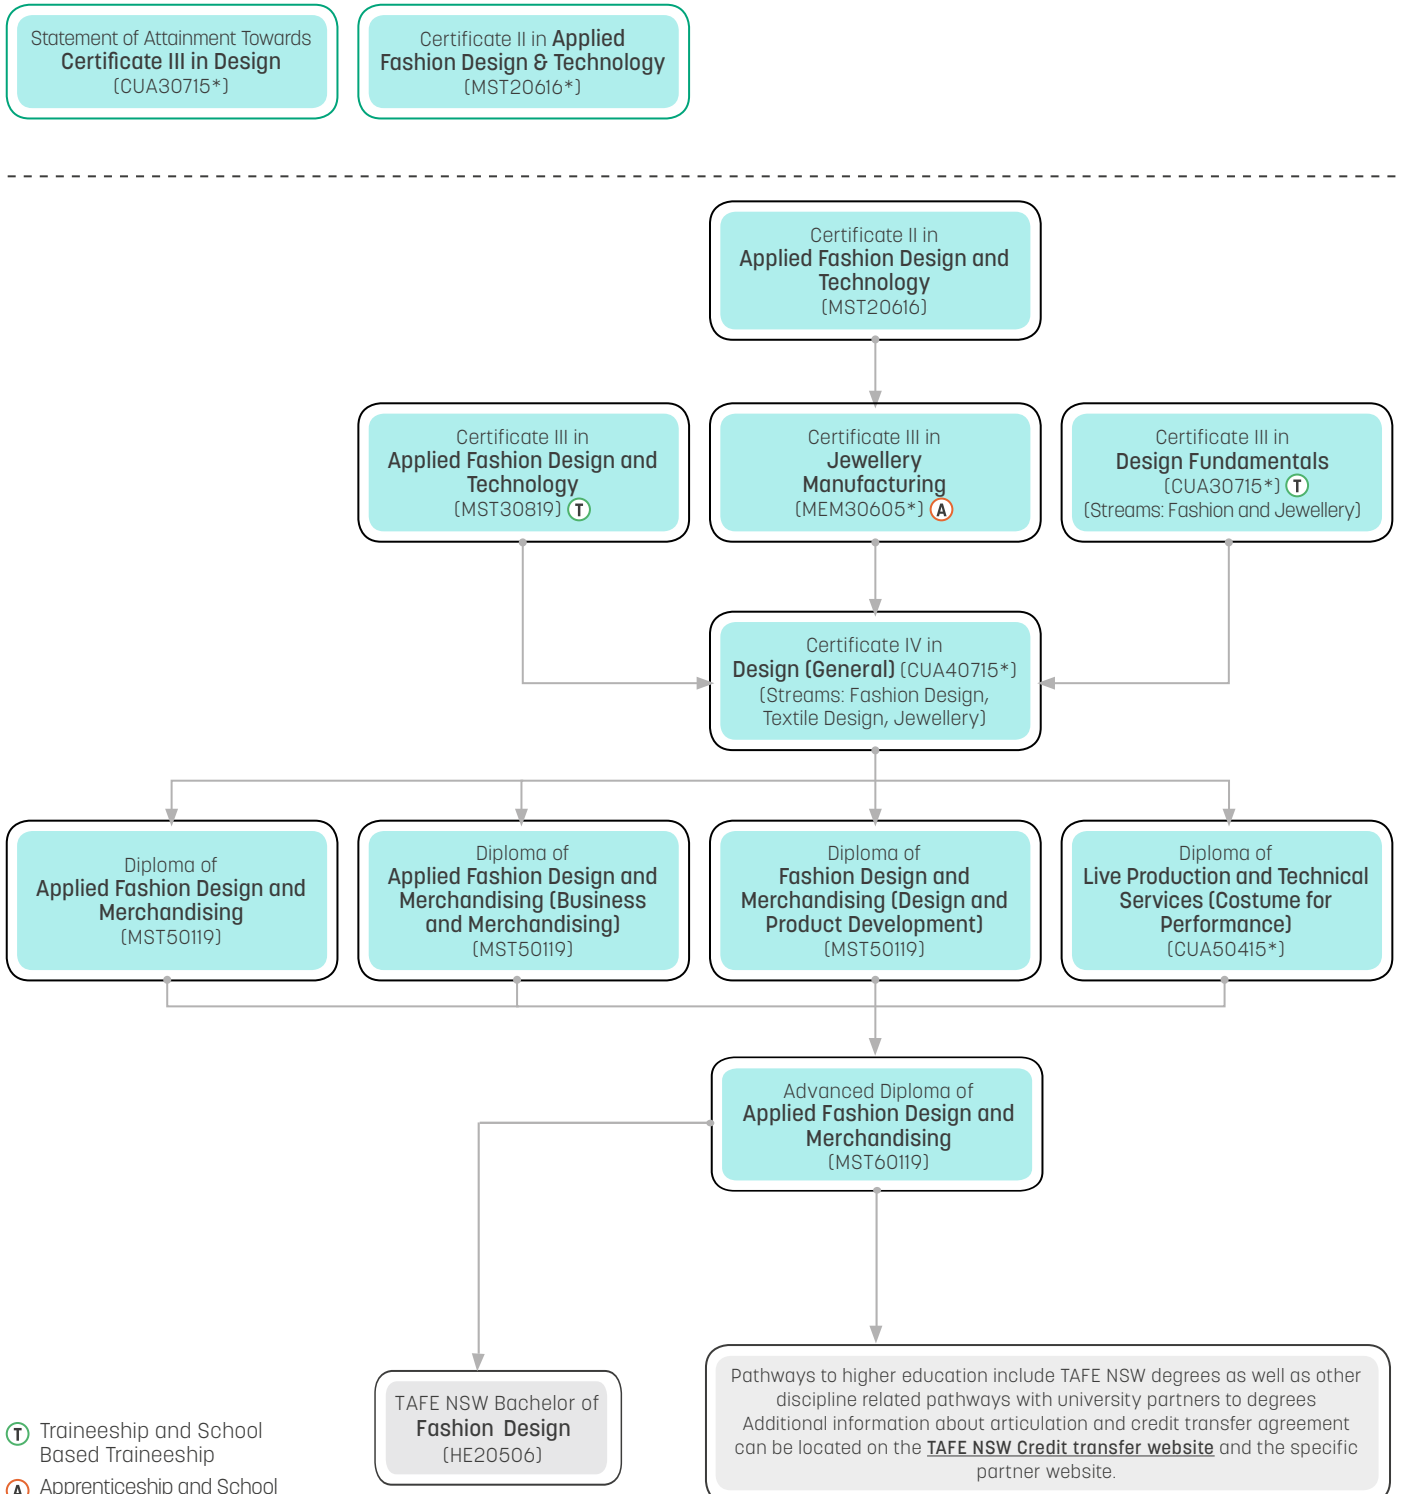 Statement of Attainment Towards
Certificate III in Design
(CUA30715*)
Certificate II in Applied
Fashion Design & Technology
(MST20616*)
Certificate II in
Applied Fashion Design and
Technology
(MST20616)
Certificate III in
Applied Fashion Design and
Technology
(MST30819) T
Certificate III in
Jewellery
Manufacturing
(MEM30605*) A
Certificate III in
Design Fundamentals
(CUA30715*) T
(Streams: Fashion and Jewellery)
Certificate IV in
Design (General) (CUA40715*)
(Streams: Fashion Design,
Textile Design, Jewellery)
Diploma of
Applied Fashion Design and
Merchandising
(MST50119)
Diploma of
Applied Fashion Design and
Merchandising (Business
and Merchandising)
(MST50119)
Diploma of
Fashion Design and
Merchandising (Design and
Product Development)
(MST50119)
Diploma of
Live Production and Technical
Services (Costume for
Performance)
(CUA50415*)
Advanced Diploma of
Applied Fashion Design and
Merchandising
(MST60119)
TAFE NSW Bachelor of
Fashion Design
(HE20506)
Pathways to higher education include TAFE NSW degrees as well as other
discipline related pathways with university partners to degrees
Additional information about articulation and credit transfer agreement
can be located on the TAFE NSW Credit transfer website and the specific
partner website.
T Traineeship and School
Based Traineeship
A Apprenticeship and School